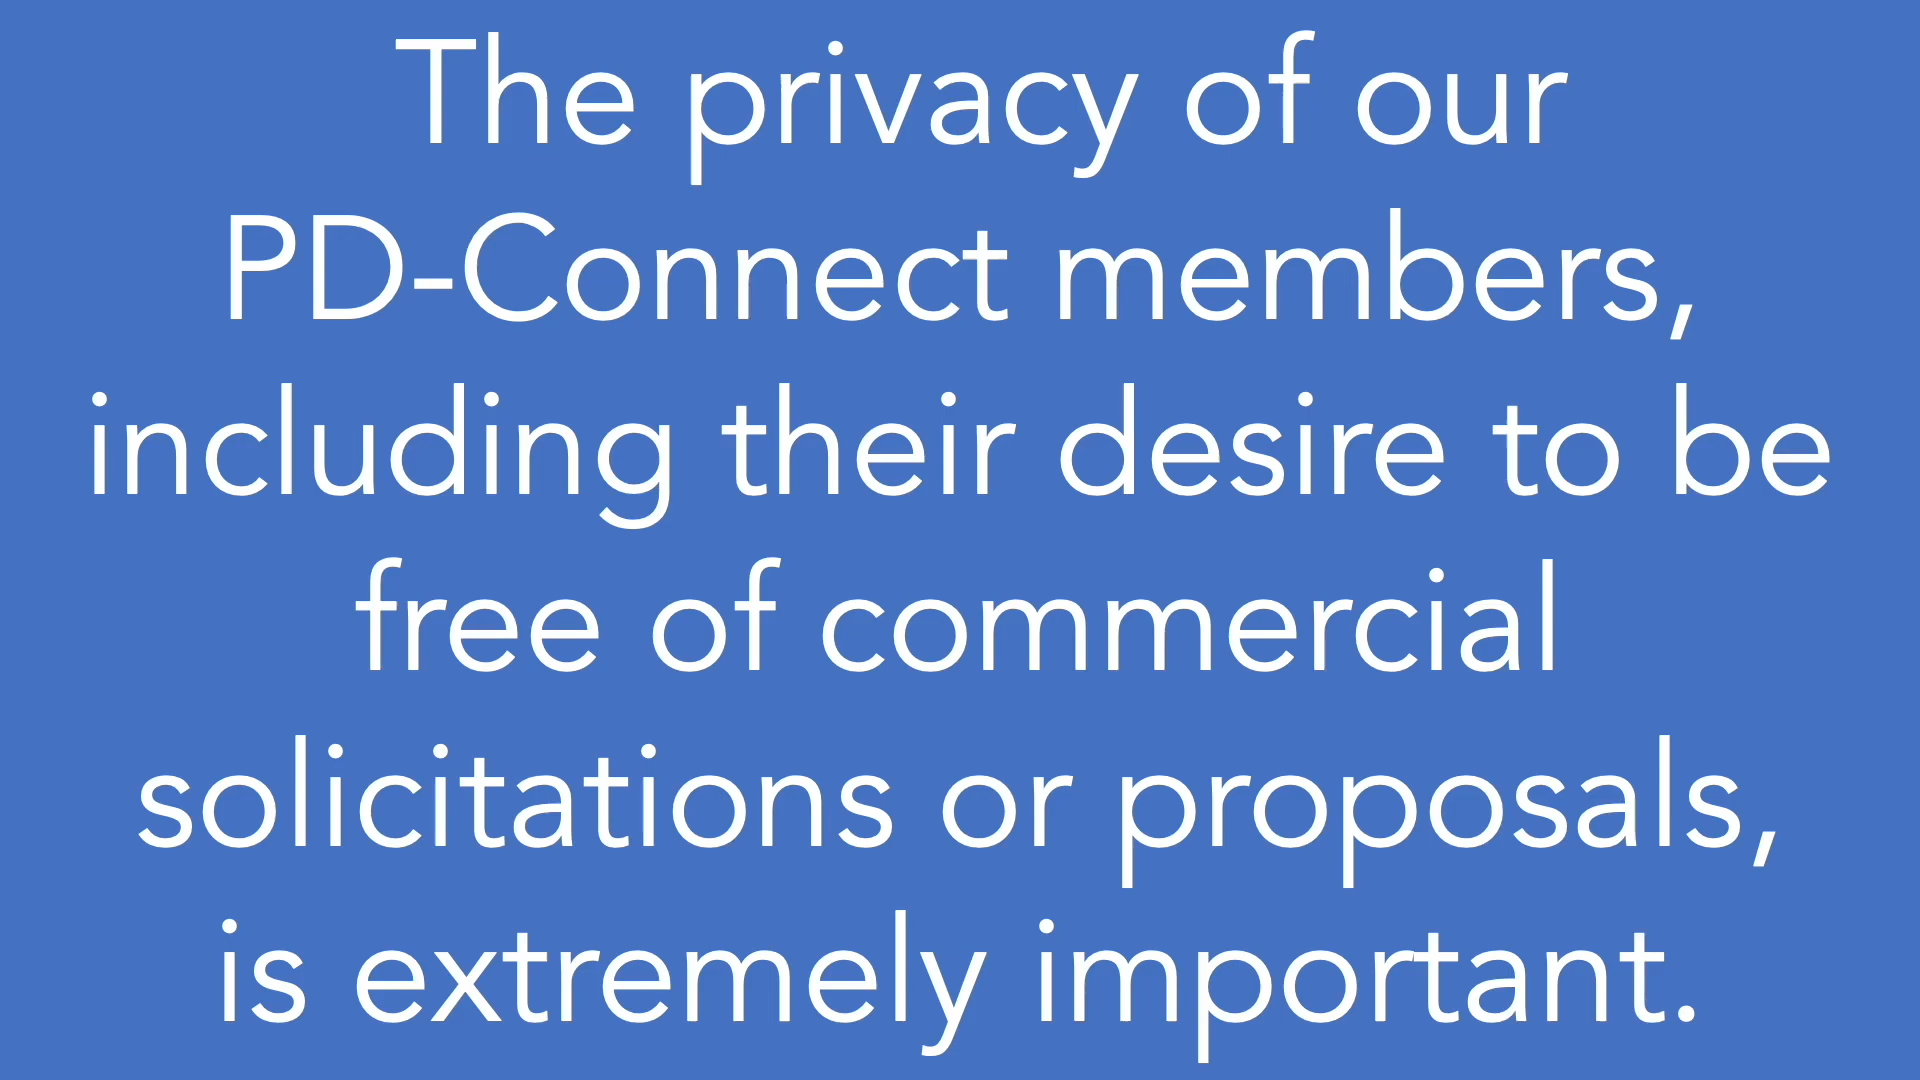 The privacy of our
PD-Connect members,
including their desire to be
free of commercial
solicitations or proposals,
is extremely important.